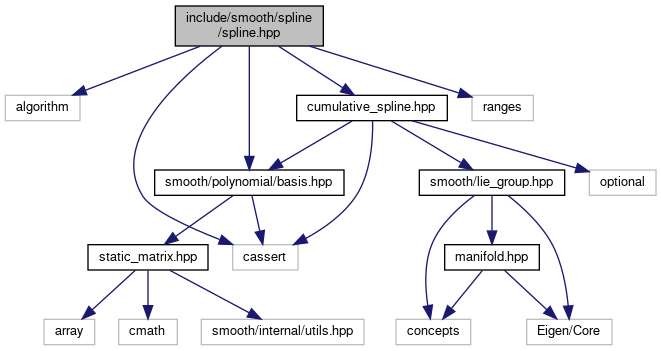 include/smooth/spline
/spline.hpp
algorithm
cumulative_spline.hpp
ranges
smooth/polynomial/basis.hpp
smooth/lie_group.hpp
optional
static_matrix.hpp
cassert
manifold.hpp
array
cmath
smooth/internal/utils.hpp
concepts
Eigen/Core